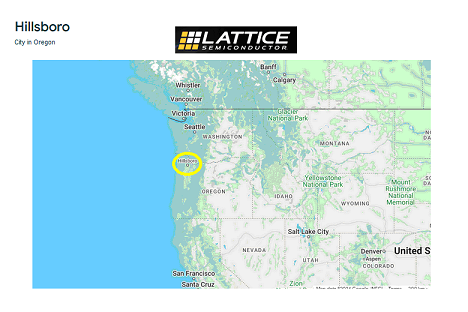 Hillsboro
City in Oregon
LATTICE
SEMICONDUCTOR
Banff
Calgary
Whistler
Vancouver
Victoria
Glacier
National Park
Seattle
WASHINGTON
MONTANA
Hillsboro
OREGON
IDAHO
Yellowstone
National Park
WYOMING
Mount
Rushmore
National
Memorial
Salt Lake City
NEVADA
UTAH
Denver
Aspen
COLORADO
United S
San Francisco
Santa Cruz
Zion